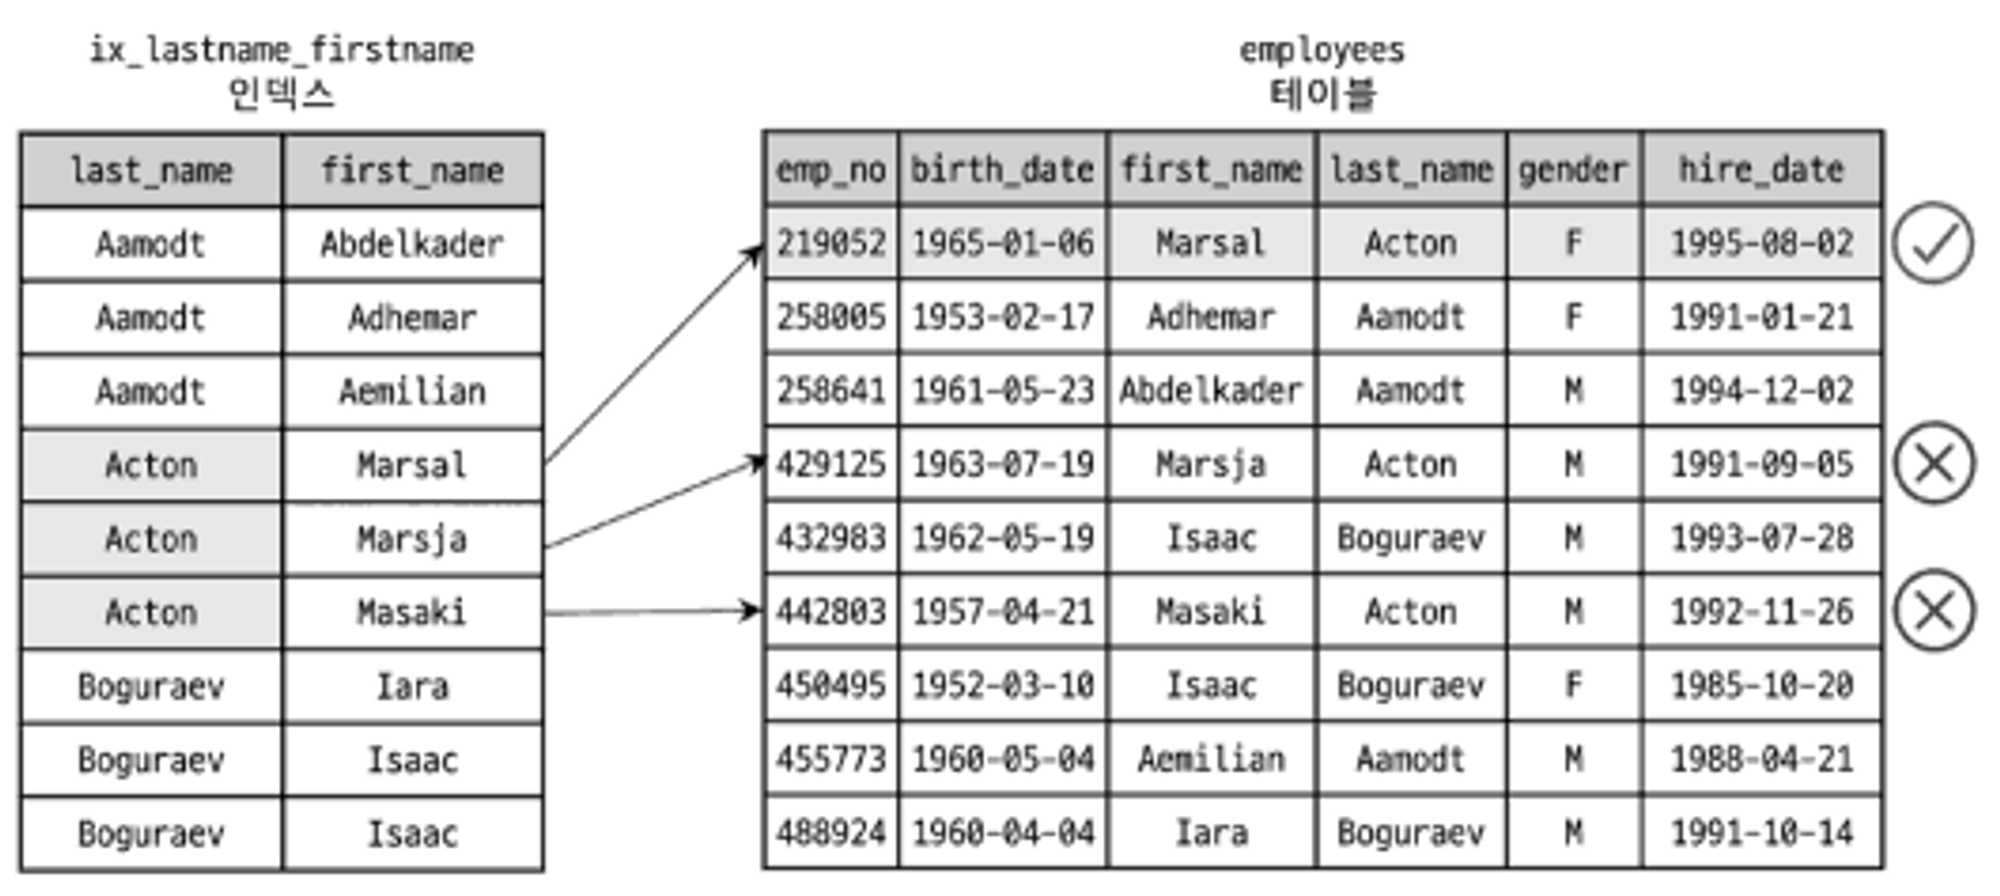 ix_lastname_firstname
인덱스
last_name first_name
Aamodt Abdelkader
Aamodt Adhemar
Aamodt Aemilian
Acton Marsal
Acton Marsja
Acton Masaki
Boguraev Iara
Boguraev Isaac
Boguraev Isaac
employees
테이블
emp_no birth_date first_name last_name gender hire_date
219052 1965-01-06 Marsal Acton F 1995-08-02
258005 1953-02-17 Adhemar Aamodt F 1991-01-21
258641 1961-05-23 Abdelkader Aamodt M 1994-12-02
429125 1963-07-19 Marsja Acton M 1991-09-05
432983 1962-05-19 Isaac Boguraev M 1993-07-28
442803 1957-04-21 Masaki Acton M 1992-11-26
450495 1952-03-10 Isaac Boguraev F 1985-10-20
455773 1960-05-04 Aemilian Aamodt M 1988-04-21
488924 1960-04-04 Iara Boguraev M 1991-10-14